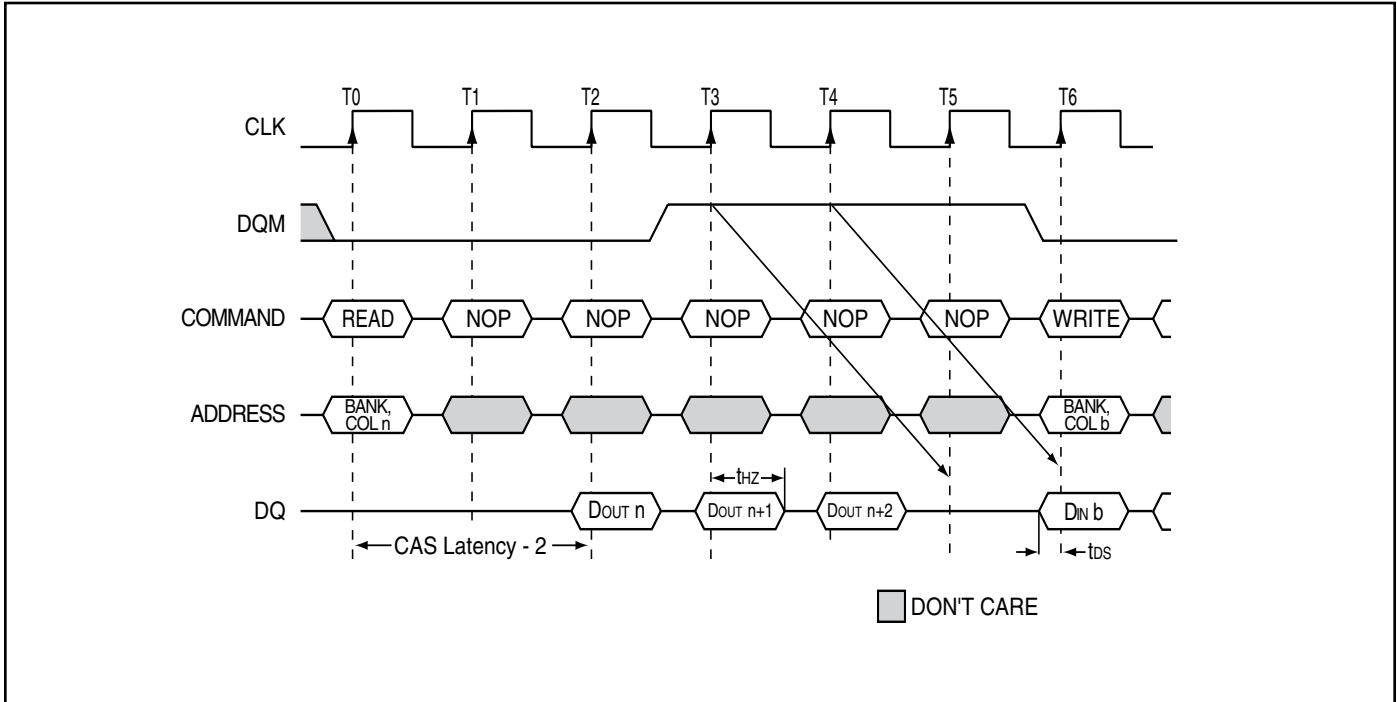 T0 T1 T2 T3 T4 T5 T6
CLK
DQM
COMMAND READ NOP NOP NOP NOP NOP WRITE
ADDRESS BANK, COL n BANK, COL b
tHZ
DQ DOUT n DOUT n+1 DOUT n+2 DIN b
CAS Latency - 2 tDS
DON'T CARE